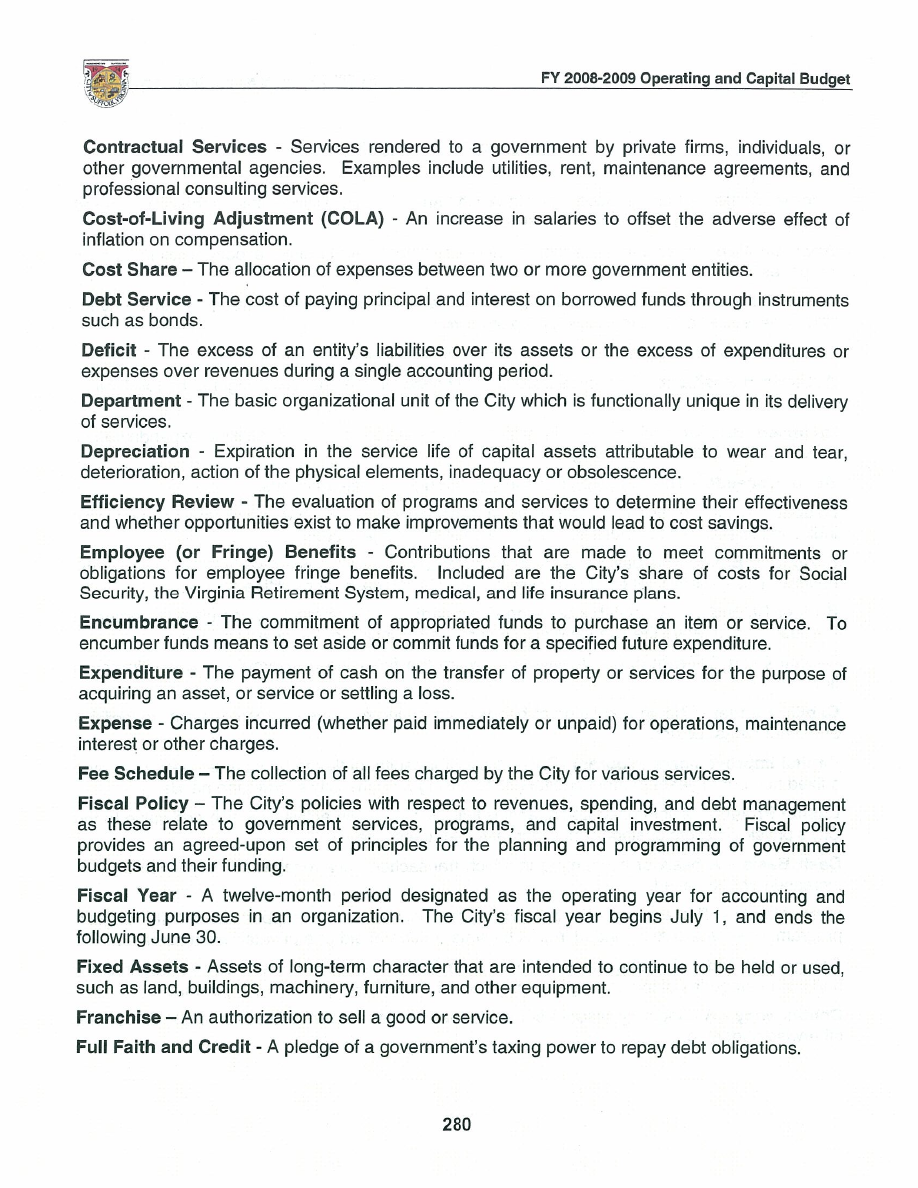 FY 2008-2009 Operating and Capital Budget
Contractual Services - Services rendered to a government by private firms, individuals, or
other governmental agencies. Examples include utilities, rent, maintenance agreements, and
professional consulting services.
Cost-of-Living Adjustment (COLA) - An increase in salaries to offset the adverse effect of
inflation on compensation.
Cost Share – The allocation of expenses between two or more government entities.
Debt Service - The cost of paying principal and interest on borrowed funds through instruments
such as bonds.
Deficit - The excess of an entity's liabilities over its assets or the excess of expenditures or
expenses over revenues during a single accounting period.
Department - The basic organizational unit of the City which is functionally unique in its delivery
of services.
Depreciation - Expiration in the service life of capital assets attributable to wear and tear,
deterioration, action of the physical elements, inadequacy or obsolescence.
Efficiency Review - The evaluation of programs and services to determine their effectiveness
and whether opportunities exist to make improvements that would lead to cost savings.
Employee (or Fringe) Benefits - Contributions that are made to meet commitments or
obligations for employee fringe benefits. Included are the City's share of costs for Social
Security, the Virginia Retirement System, medical, and life insurance plans.
Encumbrance - The commitment of appropriated funds to purchase an item or service. To
encumber funds means to set aside or commit funds for a specified future expenditure.
Expenditure - The payment of cash on the transfer of property or services for the purpose of
acquiring an asset, or service or settling a loss.
Expense - Charges incurred (whether paid immediately or unpaid) for operations, maintenance
interest or other charges.
Fee Schedule – The collection of all fees charged by the City for various services.
Fiscal Policy – The City's policies with respect to revenues, spending, and debt management
as these relate to government services, programs, and capital investment. Fiscal policy
provides an agreed-upon set of principles for the planning and programming of government
budgets and their funding.
Fiscal Year - A twelve-month period designated as the operating year for accounting and
budgeting purposes in an organization. The City's fiscal year begins July 1, and ends the
following June 30.
Fixed Assets - Assets of long-term character that are intended to continue to be held or used,
such as land, buildings, machinery, furniture, and other equipment.
Franchise – An authorization to sell a good or service.
Full Faith and Credit - A pledge of a government's taxing power to repay debt obligations.
280